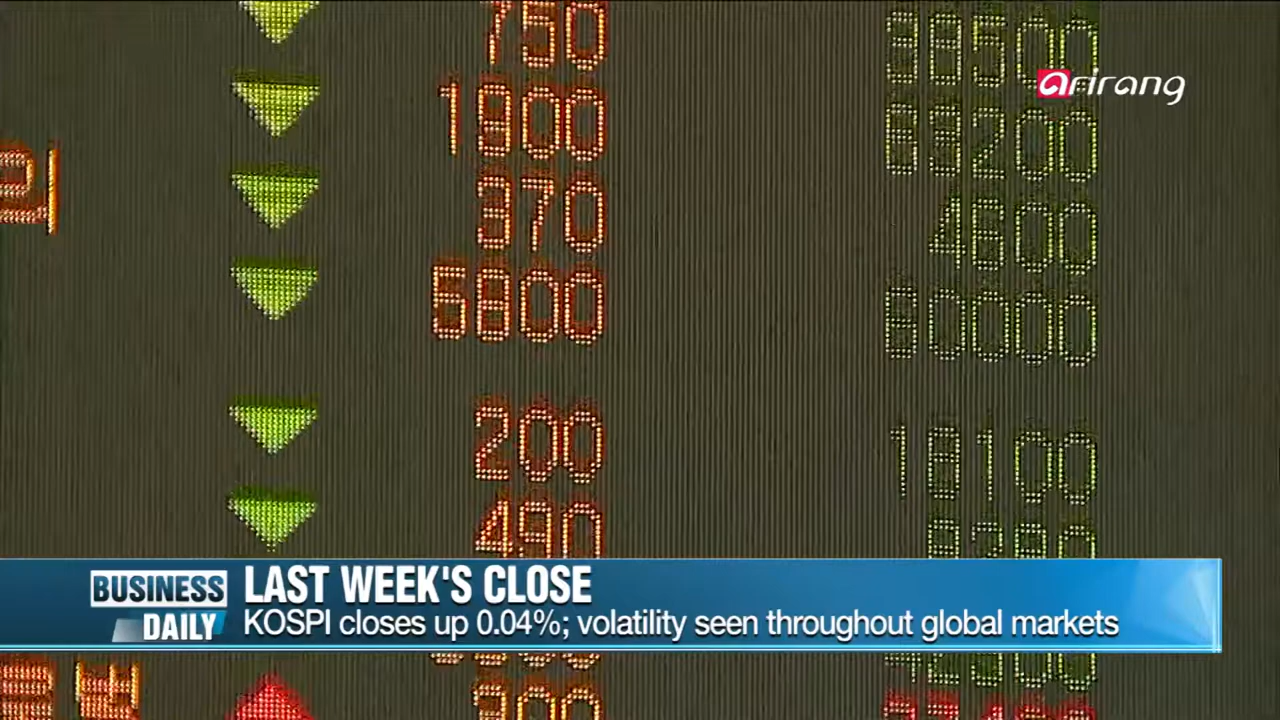 750
38500
arirang
1900
63200
370
4600
5800
80000
200
18100
490
BUSINESS DAILY
LAST WEEK'S CLOSE
KOSPI closes up 0.04%; volatility seen throughout global markets